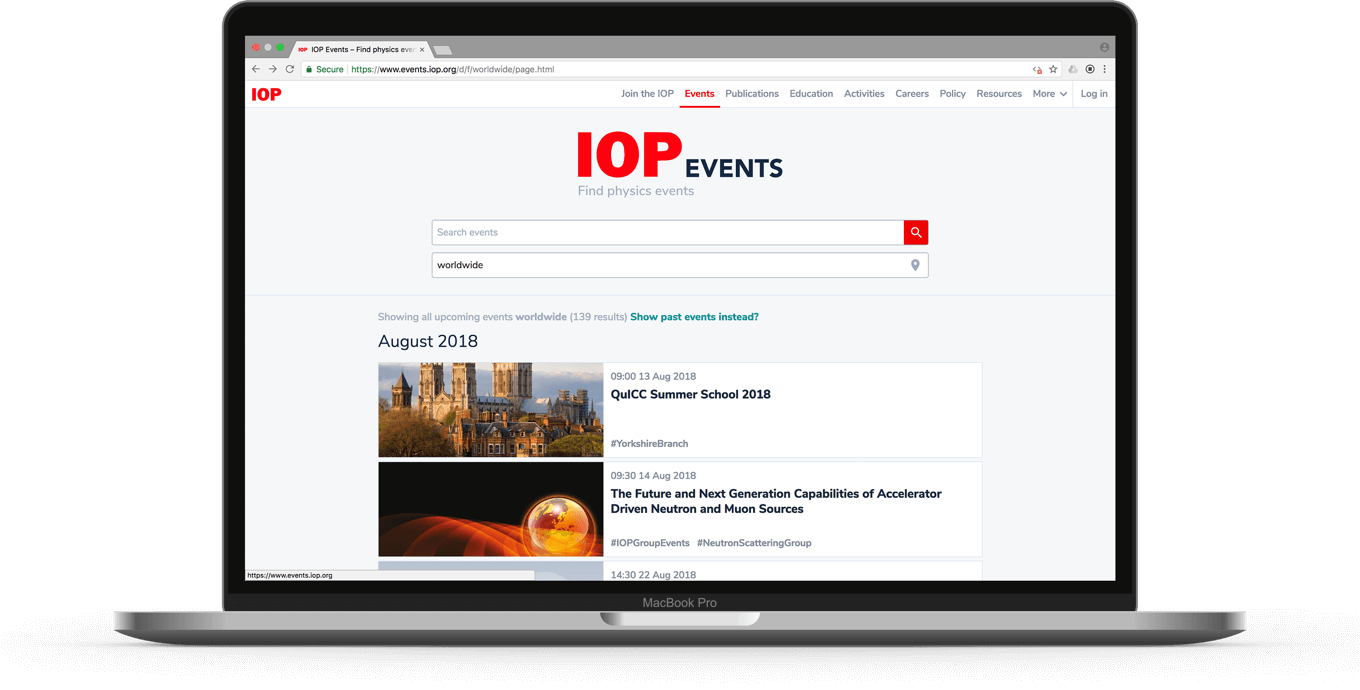 IOP IOP Events – Find physics even
Secure https://www.events.iop.org/d/f/worldwide/page.html
IOP Join the IOP Events Publications Education Activities Careers Policy Resources More Log in
IOP EVENTS
Find physics events
Search events
worldwide
Showing all upcoming events worldwide (139 results) Show past events instead?
August 2018
09:00 13 Aug 2018
QuICC Summer School 2018
#YorkshireBranch
09:30 14 Aug 2018
The Future and Next Generation Capabilities of Accelerator
Driven Neutron and Muon Sources
#IOPGroupEvents #NeutronScatteringGroup
14:30 22 Aug 2018
https://www.events.iop.org
MacBook Pro